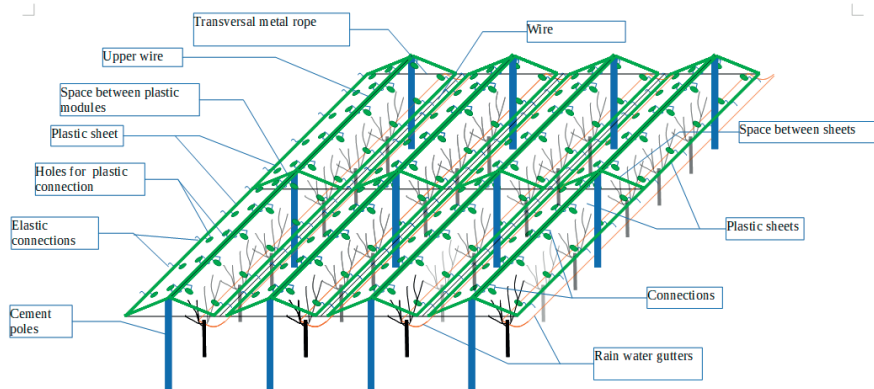 Transversal metal rope
Wire
Upper wire
Space between plastic
modules
Plastic sheet
Space between sheets
Holes for plastic
connection
Elastic
connections
Plastic sheets
Connections
Cement
poles
Rain water gutters